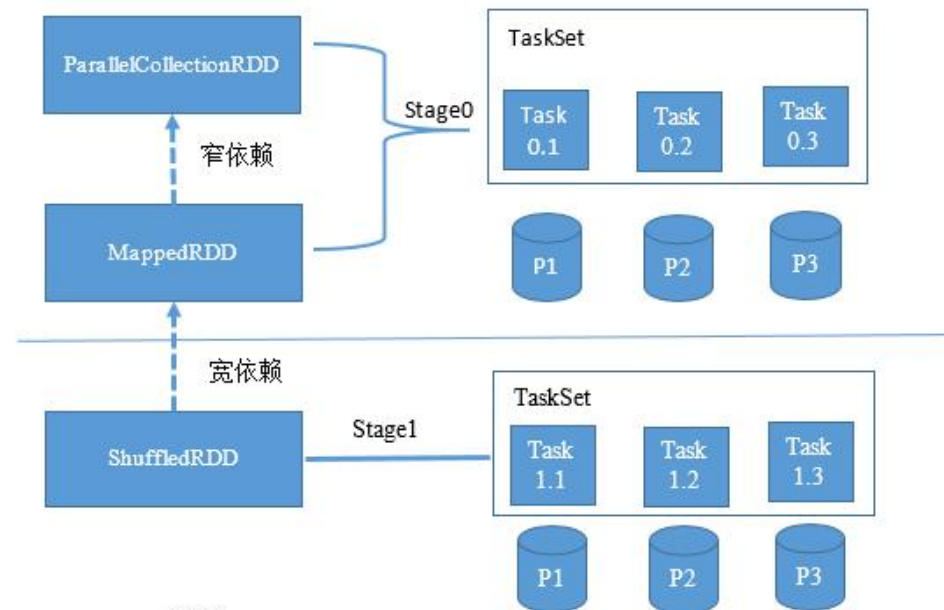 ParallelCollectionRDD
窄依赖
MappedRDD
Stage0
TaskSet
Task
0.1
Task
0.2
Task
0.3
P1
P2
P3
宽依赖
ShuffledRDD
Stage1
TaskSet
Task
1.1
Task
1.2
Task
1.3
P1
P2
P3